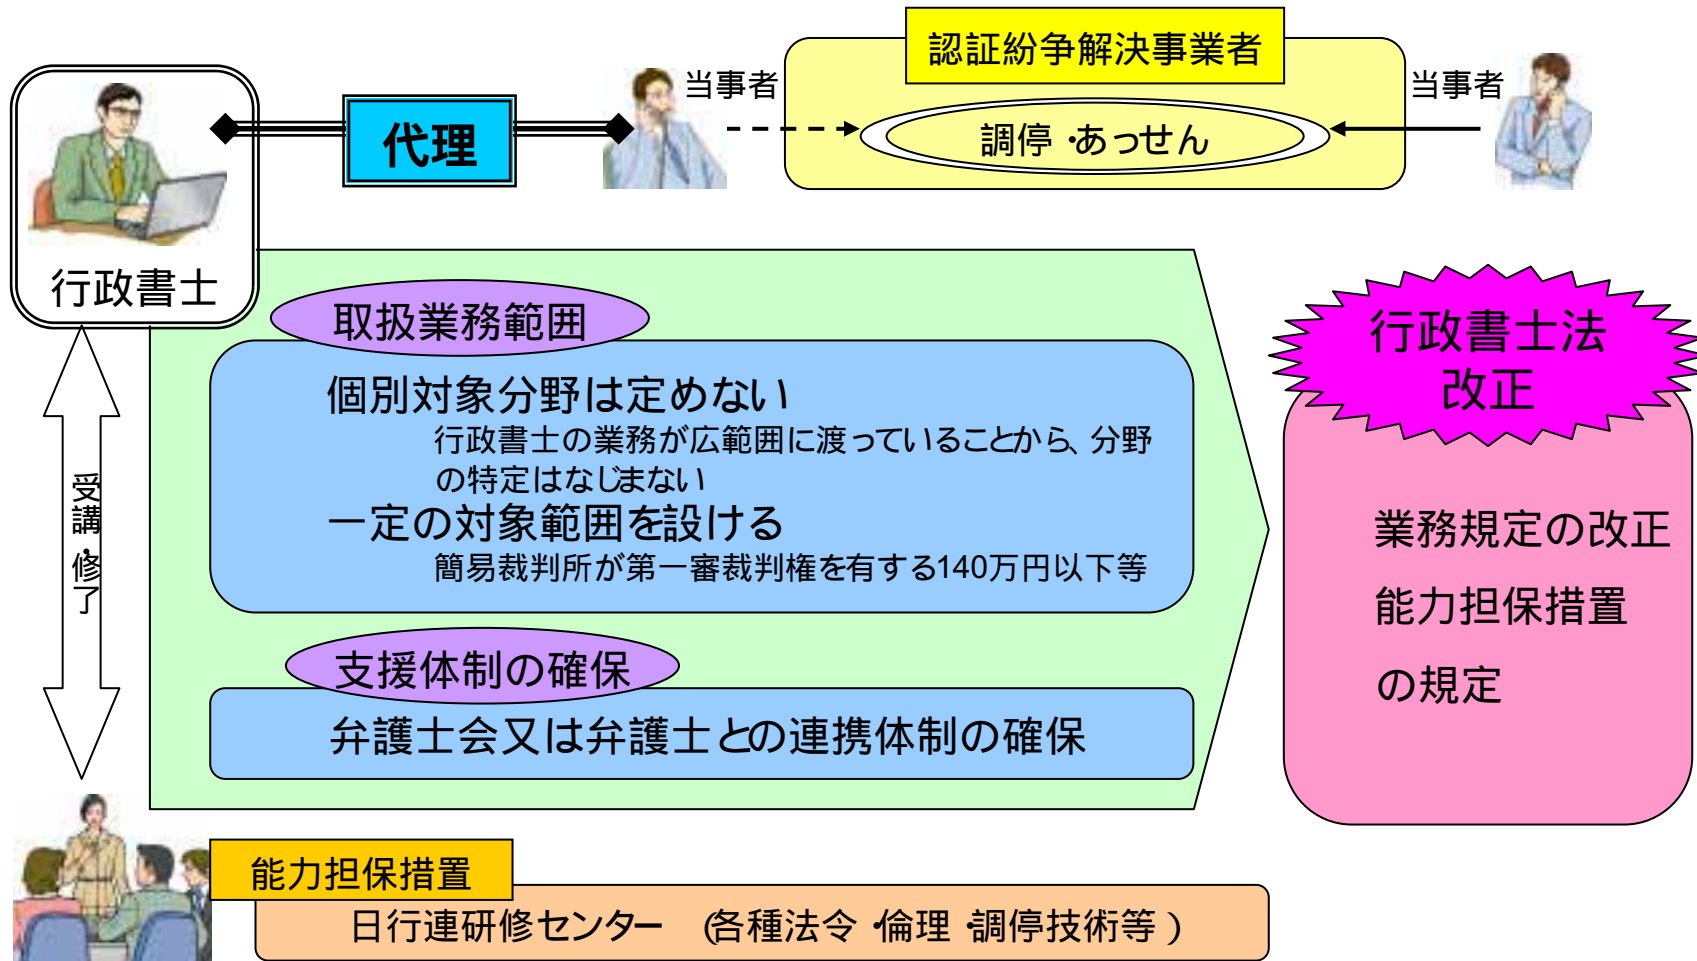 認証紛争解決事業者
当事者
当事者
代理
調停・あっせん
行政書士
取扱業務範囲
個別対象分野は定めない
行政書士の業務が広範囲に渡っていることから、分野
の特定はなじまない
一定の対象範囲を設ける
簡易裁判所が第一審裁判権を有する140万円以下等
支援体制の確保
弁護士会又は弁護士との連携体制の確保
行政書士法
改正
業務規定の改正
能力担保措置
の規定
受講・修了
能力担保措置
日行連研修センター (各種法令・倫理・調停技術等)